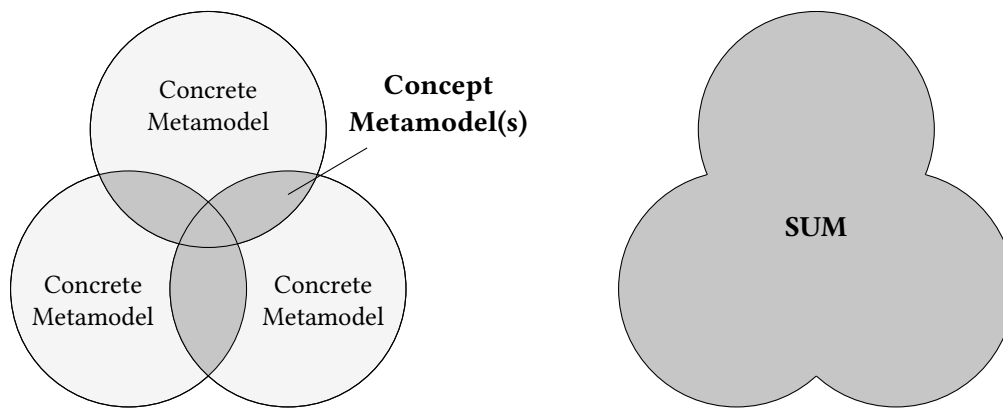 Concrete
Metamodel
Concept
Metamodel(s)
Concrete
Metamodel
Concrete
Metamodel
SUM